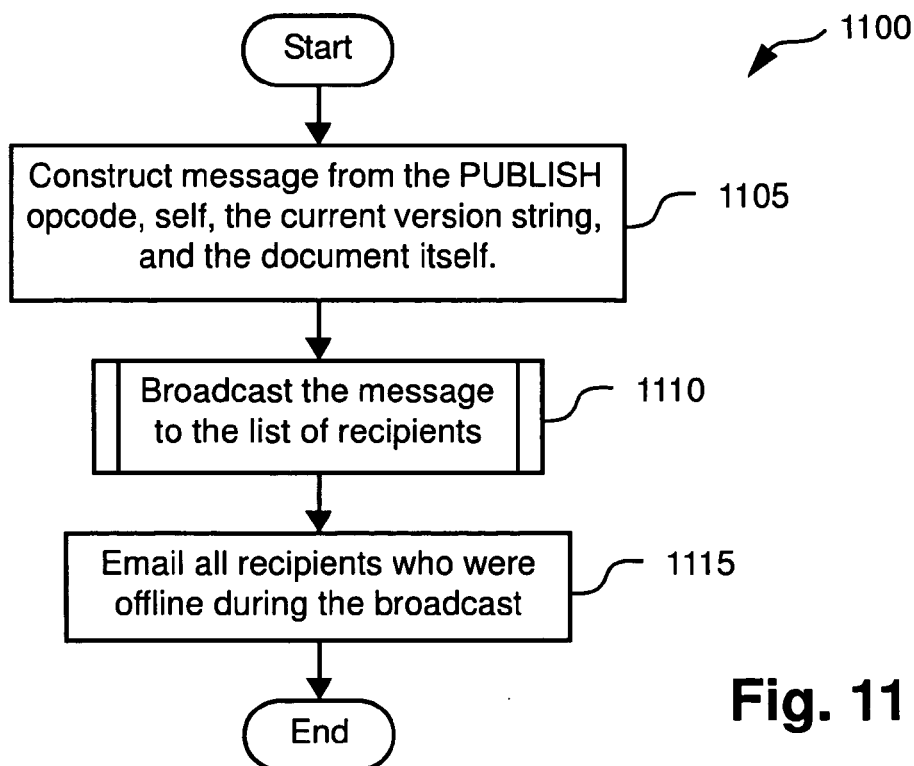 1100
Start
Construct message from the PUBLISH
opcode, self, the current version string,
and the document itself.
1105
Broadcast the message
to the list of recipients
1110
Email all recipients who were
offline during the broadcast
1115
End
Fig. 11